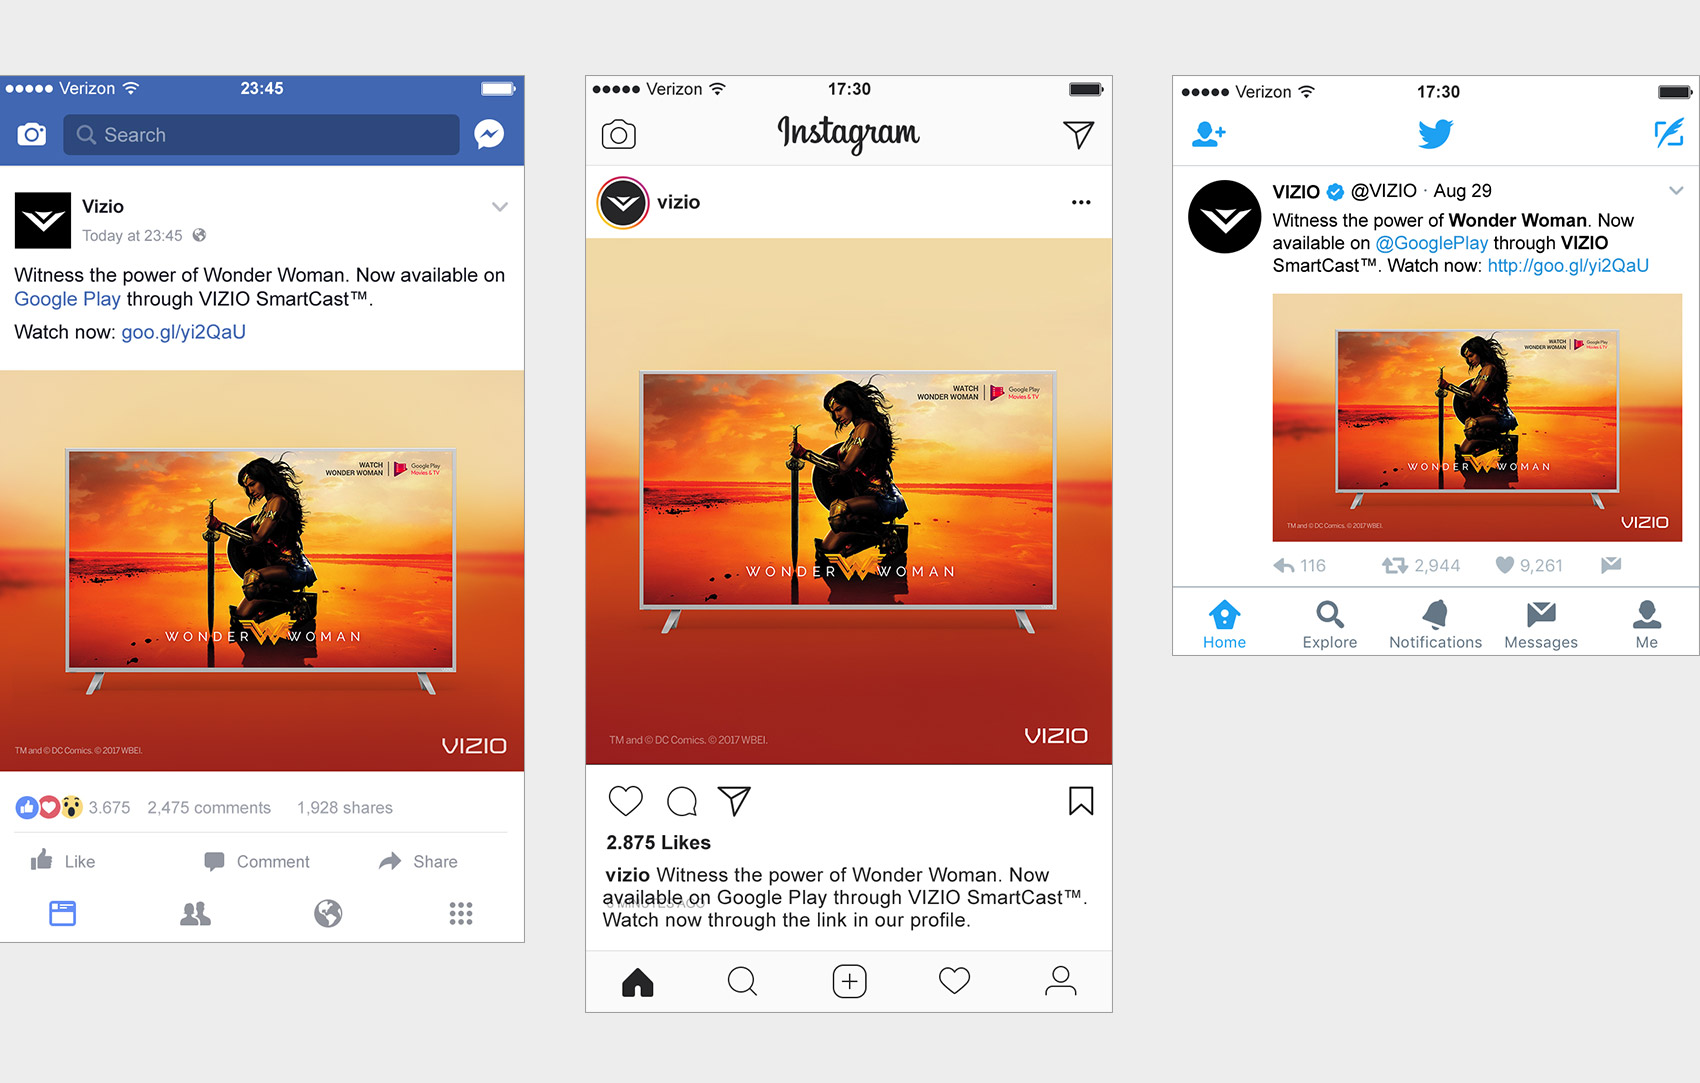 Verizon 23:45
Search
Vizio
Today at 23:45
Witness the power of Wonder Woman. Now available on
Google Play through VIZIO SmartCast™.
Watch now: goo.gl/yi2QaU
WATCH
WONDER WOMAN
Google Play
Movies & TV
WONDER WOMAN
TM and © DC Comics. © 2017 WBEI.
VIZIO
3.675 2,475 comments 1,928 shares
Like Comment Share
Verizon 17:30
Instagram
vizio
WATCH
WONDER WOMAN
Google Play
Movies & TV
WONDER WOMAN
TM and © DC Comics. © 2017 WBEI.
VIZIO
2.875 Likes
vizio Witness the power of Wonder Woman. Now
available on Google Play through VIZIO SmartCast™.
MINUTES AGO
Watch now through the link in our profile.
Verizon 17:30
VIZIO @VIZIO · Aug 29
Witness the power of Wonder Woman. Now
available on @GooglePlay through VIZIO
SmartCast™. Watch now: http://goo.gl/yi2QaU
WATCH
WONDER WOMAN
Google Play
Movies & TV
WONDER WOMAN
TM and © DC Comics. © 2017 WBEI.
VIZIO
116 2,944 9,261
Home Explore Notifications Messages Me